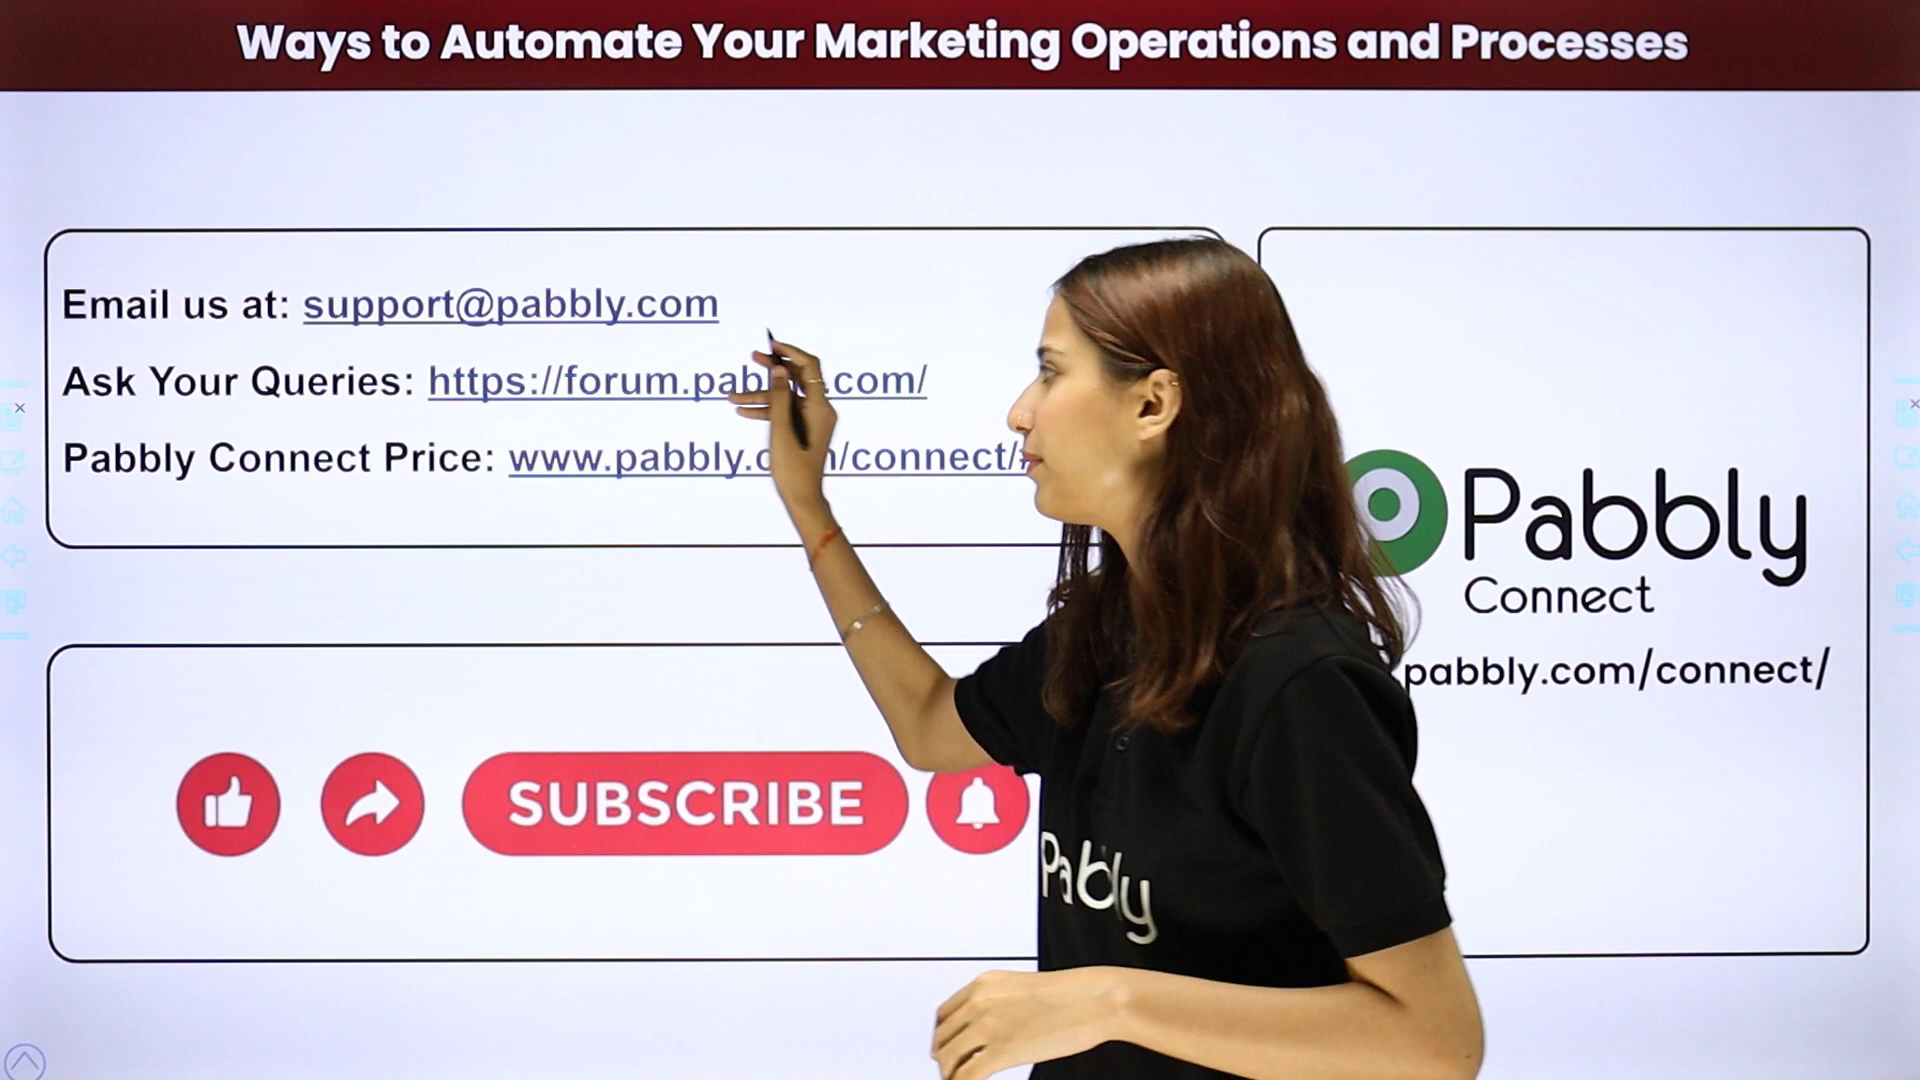 Ways to Automate Your Marketing Operations and Processes
Email us at: support@pabbly.com
Ask Your Queries: https://forum.pab .com/
Pabbly Connect Price: www.pabbly. /connect/
Pabbly
Connect
pabbly.com/connect/
SUBSCRIBE
Pabbly